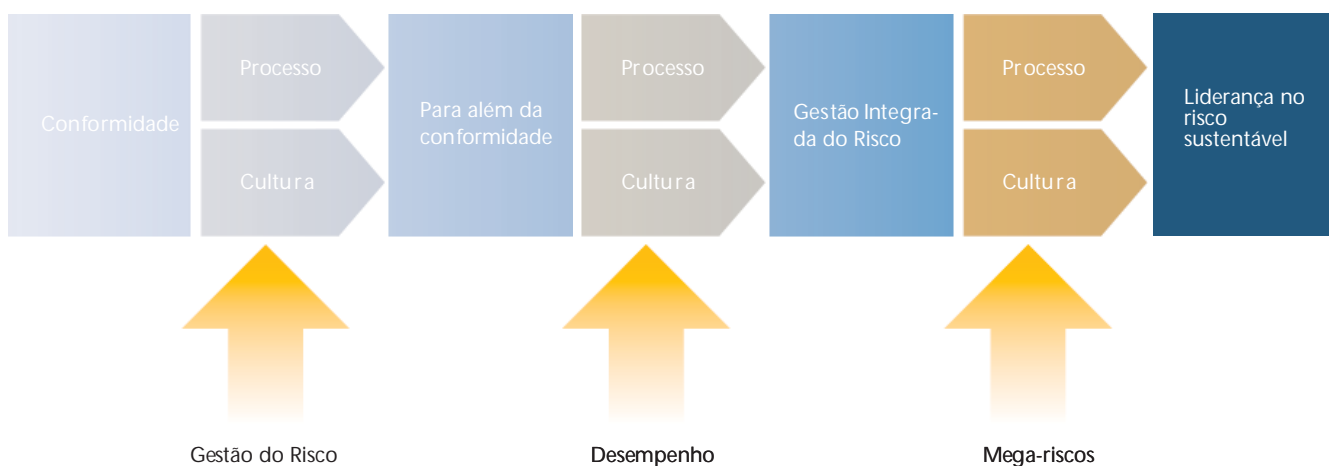 Conformidade
Processo
Cultura
Para além da
conformidade
Processo
Cultura
Gestão Integra-
da do Risco
Processo
Cultura
Liderança no
risco
sustentável
Gestão do Risco
Desempenho
Mega-riscos